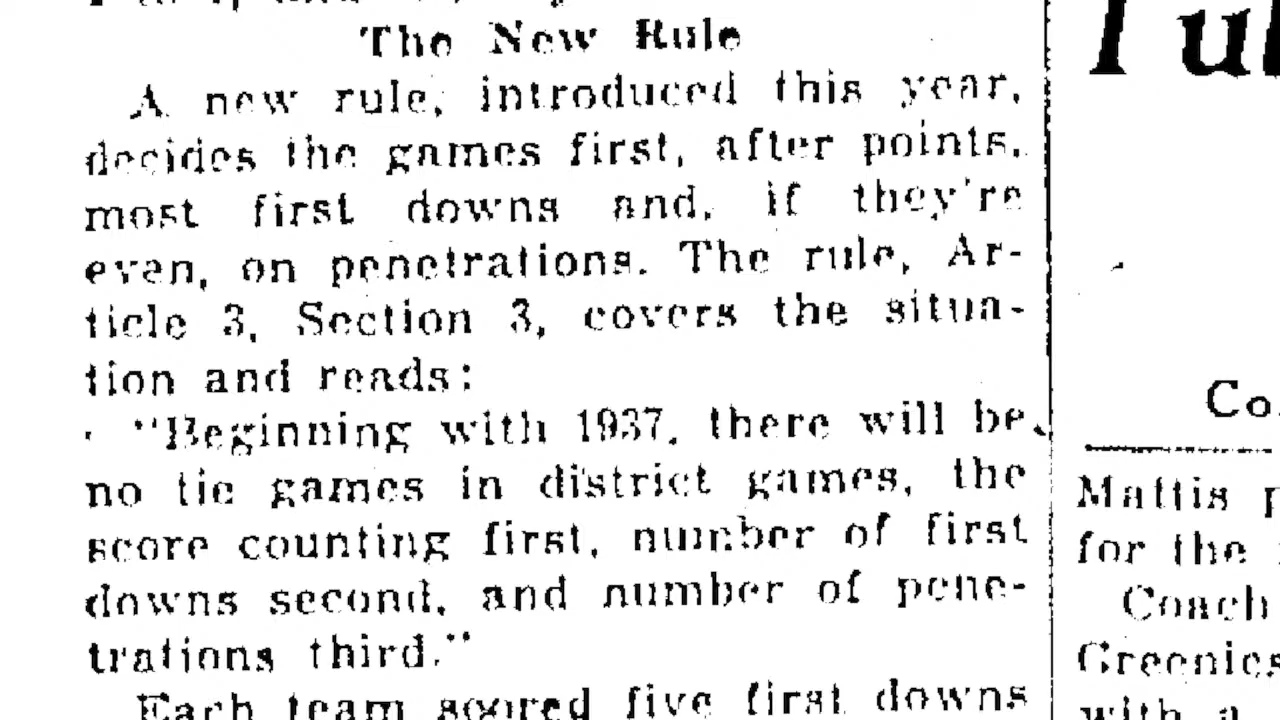 The New Rule
A new rule, introduced this year,
decides the games first, after points,
most first downs and, if they're
even, on penetrations. The rule, Ar-
ticle 3, Section 3, covers the situa-
tion and reads:
"Beginning with 1937, there will be
no tie games in district games, the
score counting first, number of first
downs second, and number of pene-
trations third."
Each team scored five first downs
Co
Mattis
for the
Coach
Greenies
with a